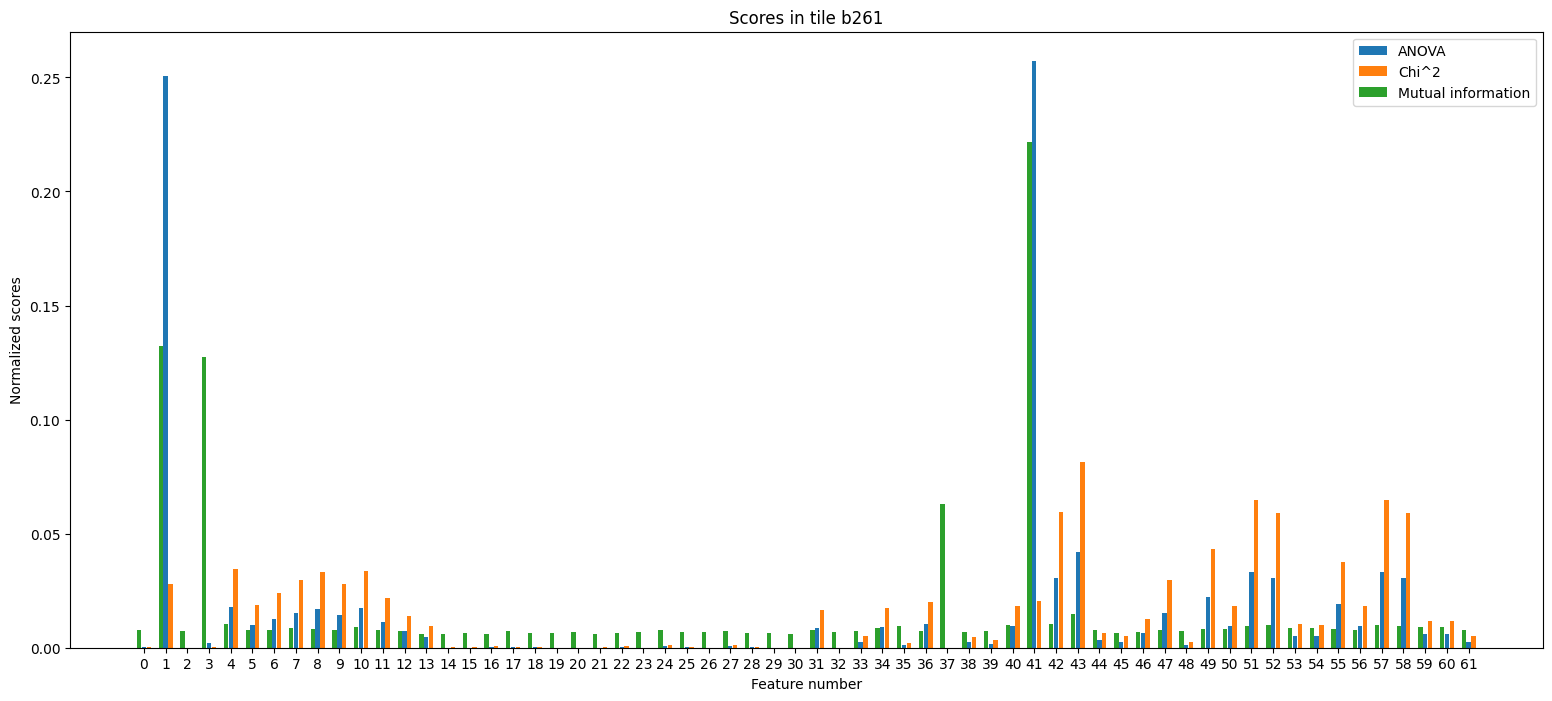 Scores in tile b261
ANOVA
Chi^2
Mutual information
Normalized scores
0.25
0.20
0.15
0.10
0.05
0.00
0 1 2 3 4 5 6 7 8 9 10 11 12 13 14 15 16 17 18 19 20 21 22 23 24 25 26 27 28 29 30 31 32 33 34 35 36 37 38 39 40 41 42 43 44 45 46 47 48 49 50 51 52 53 54 55 56 57 58 59 60 61
Feature number